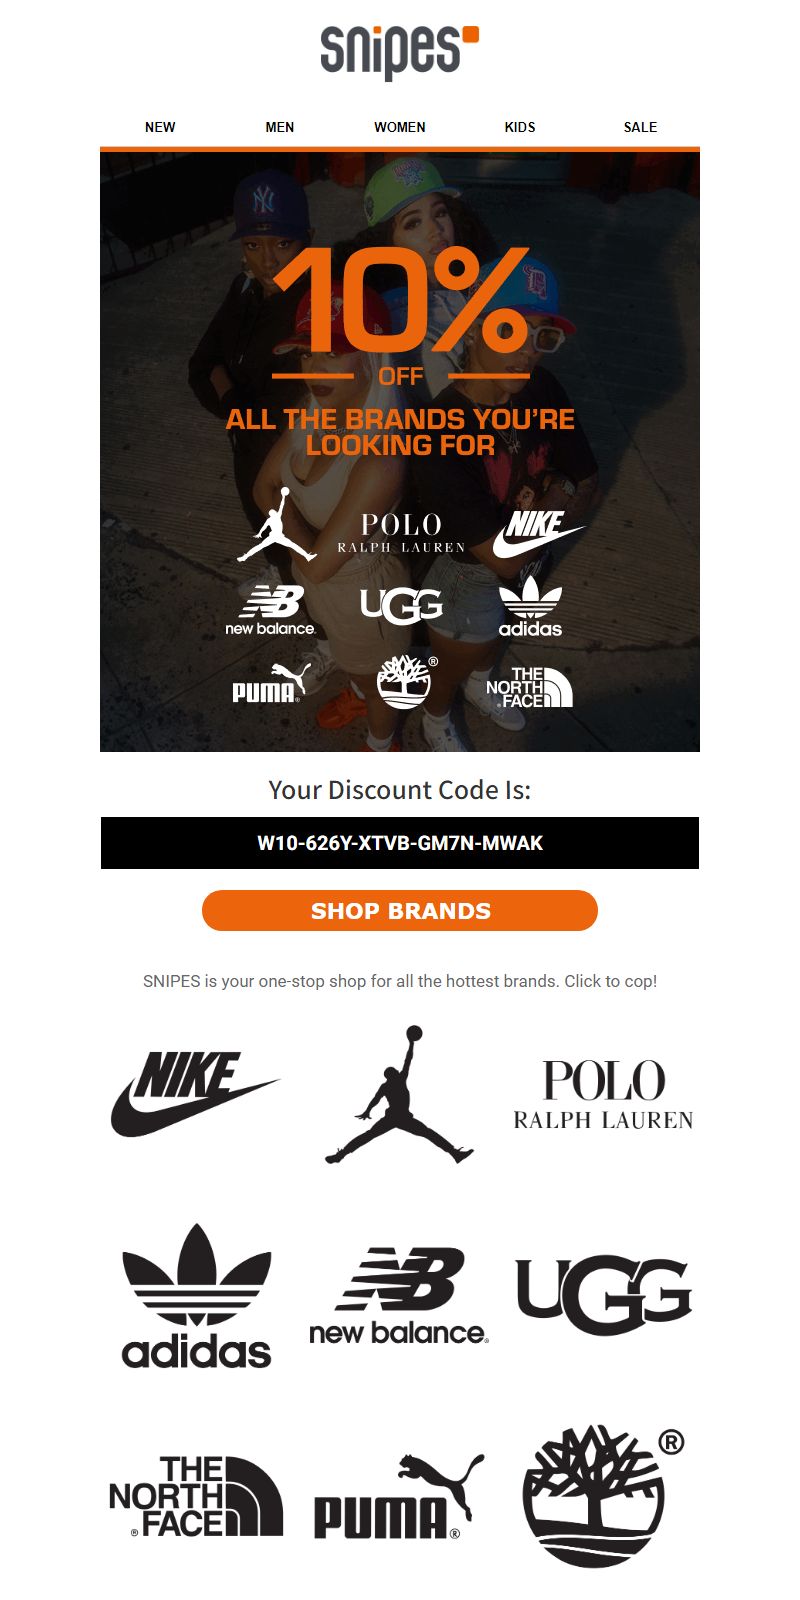 snipes
NEW MEN WOMEN KIDS SALE
10%
OFF
ALL THE BRANDS YOU'RE
LOOKING FOR
POLO
RALPH LAUREN
NIKE
NB
new balance
UGG
adidas
PUMA®
®
THE
NORTH
FACE
Your Discount Code Is:
W10-626Y-XTVB-GM7N-MWAK
SHOP BRANDS
SNIPES is your one-stop shop for all the hottest brands. Click to cop!
NIKE
POLO
RALPH LAUREN
adidas
NB
new balance®
UGG
THE
NORTH
® FACE
PUMA®
®